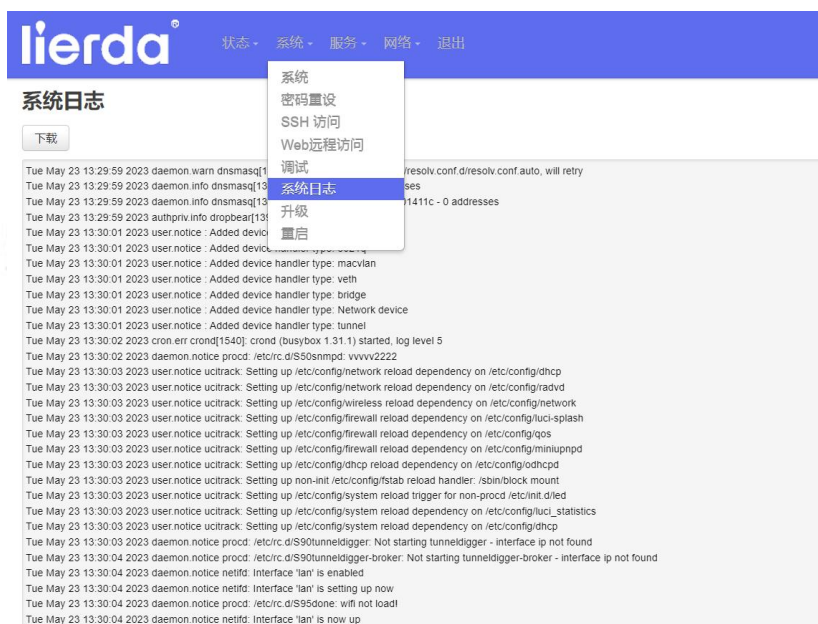 lierda®
状态 系统 服务 网络 退出
系统
密码重设
SSH 访问
Web远程访问
调试
系统日志
升级
重启
系统日志
下载
Tue May 23 13:29:59 2023 daemon.warn dnsmasq[1 /resolv.conf.d/resolv.conf.auto, will retry
Tue May 23 13:29:59 2023 daemon.info dnsmasq[13 ses
Tue May 23 13:29:59 2023 daemon.info dnsmasq[13 1411c - 0 addresses
Tue May 23 13:29:59 2023 authpriv.info dropbear[139
Tue May 23 13:30:01 2023 user.notice : Added device
Tue May 23 13:30:01 2023 user.notice : Added device handler type: 8021q
Tue May 23 13:30:01 2023 user.notice : Added device handler type: macvlan
Tue May 23 13:30:01 2023 user.notice : Added device handler type: veth
Tue May 23 13:30:01 2023 user.notice : Added device handler type: bridge
Tue May 23 13:30:01 2023 user.notice : Added device handler type: Network device
Tue May 23 13:30:01 2023 user.notice : Added device handler type: tunnel
Tue May 23 13:30:02 2023 cron.err crond[1540]: crond (busybox 1.31.1) started, log level 5
Tue May 23 13:30:02 2023 daemon.notice procd: /etc/rc.d/S50snmpd: vvvvv2222
Tue May 23 13:30:03 2023 user.notice ucitrack: Setting up /etc/config/network reload dependency on /etc/config/dhcp
Tue May 23 13:30:03 2023 user.notice ucitrack: Setting up /etc/config/network reload dependency on /etc/config/radvd
Tue May 23 13:30:03 2023 user.notice ucitrack: Setting up /etc/config/wireless reload dependency on /etc/config/network
Tue May 23 13:30:03 2023 user.notice ucitrack: Setting up /etc/config/firewall reload dependency on /etc/config/luci-splash
Tue May 23 13:30:03 2023 user.notice ucitrack: Setting up /etc/config/firewall reload dependency on /etc/config/qos
Tue May 23 13:30:03 2023 user.notice ucitrack: Setting up /etc/config/firewall reload dependency on /etc/config/miniupnpd
Tue May 23 13:30:03 2023 user.notice ucitrack: Setting up /etc/config/dhcp reload dependency on /etc/config/odhcpd
Tue May 23 13:30:03 2023 user.notice ucitrack: Setting up non-init /etc/config/fstab reload handler: /sbin/block mount
Tue May 23 13:30:03 2023 user.notice ucitrack: Setting up /etc/config/system reload trigger for non-procd /etc/init.d/led
Tue May 23 13:30:03 2023 user.notice ucitrack: Setting up /etc/config/system reload dependency on /etc/config/luci_statistics
Tue May 23 13:30:03 2023 user.notice ucitrack: Setting up /etc/config/system reload dependency on /etc/config/dhcp
Tue May 23 13:30:03 2023 daemon.notice procd: /etc/rc.d/S90tunneldigger: Not starting tunneldigger - interface ip not found
Tue May 23 13:30:04 2023 daemon.notice procd: /etc/rc.d/S90tunneldigger-broker: Not starting tunneldigger-broker - interface ip not found
Tue May 23 13:30:04 2023 daemon.notice netifd: Interface 'lan' is enabled
Tue May 23 13:30:04 2023 daemon.notice netifd: Interface 'lan' is setting up now
Tue May 23 13:30:04 2023 daemon.notice procd: /etc/rc.d/S95done: wifi not load!
Tue May 23 13:30:04 2023 daemon.notice netifd: Interface 'lan' is now up